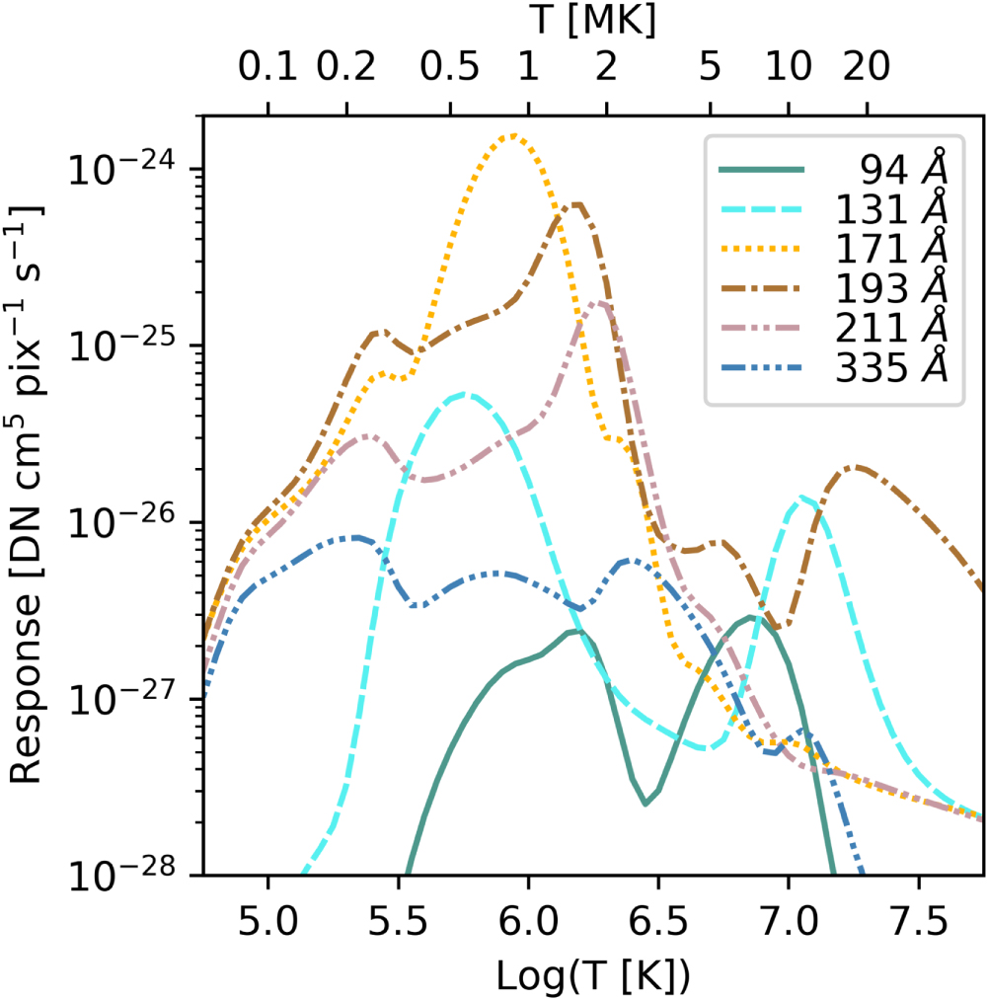 T [MK]
0.1 0.2 0.5 1 2 5 10 20
Response [DN cm⁵ pix⁻¹ s⁻¹]
10⁻²⁴
10⁻²⁵
10⁻²⁶
10⁻²⁷
10⁻²⁸
94 Å
131 Å
171 Å
193 Å
211 Å
335 Å
5.0 5.5 6.0 6.5 7.0 7.5
Log(T [K])